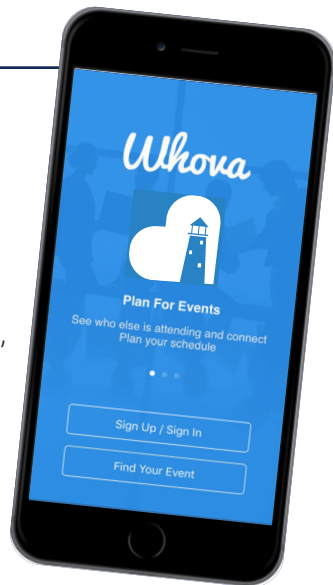 Whova
Plan For Events
See who else is attending and connect
Plan your schedule
,
Sign Up / Sign In
Find Your Event